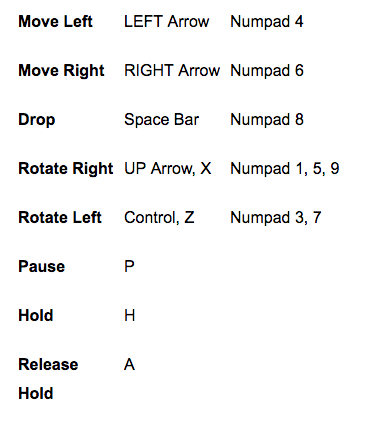 Move Left LEFT Arrow Numpad 4
Move Right RIGHT Arrow Numpad 6
Drop Space Bar Numpad 8
Rotate Right UP Arrow, X Numpad 1, 5, 9
Rotate Left Control, Z Numpad 3, 7
Pause P
Hold H
Release A
Hold